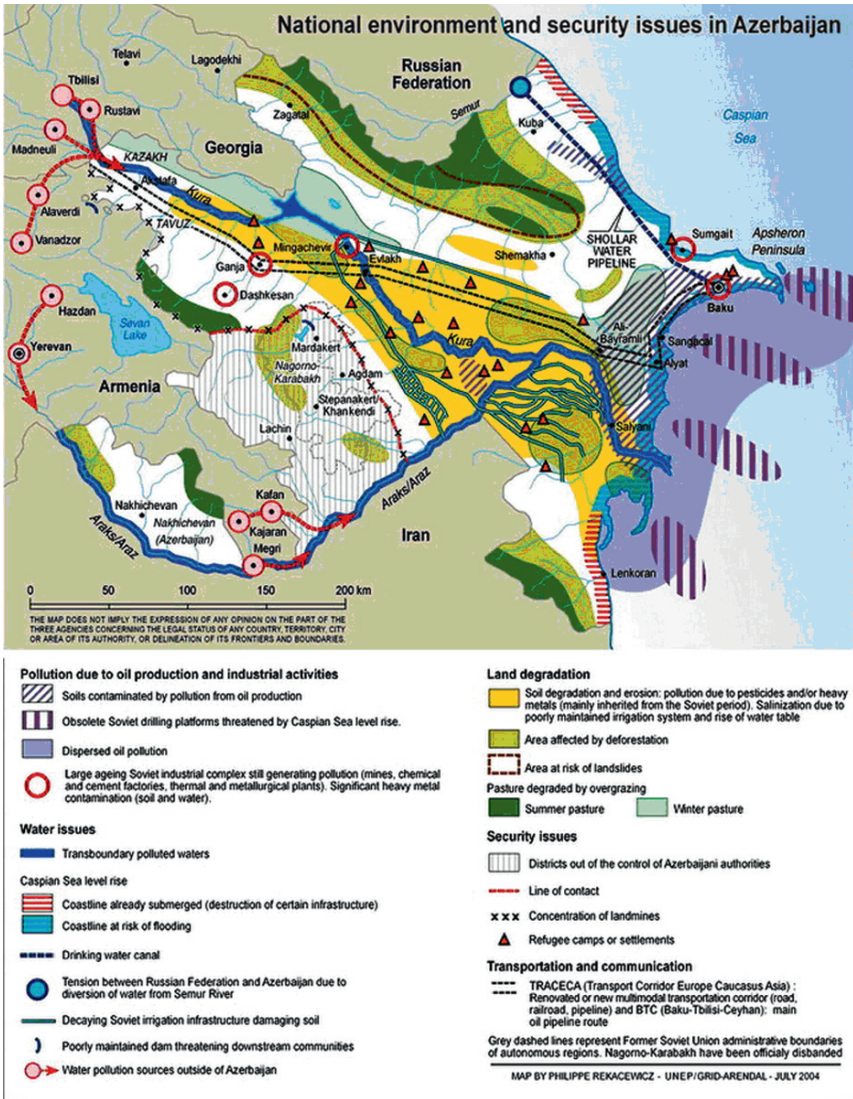 National environment and security issues in Azerbaijan
Telavi
Lagodekhi
Russian
Federation
Tbilisi
Rustavi
Zagatal
Semur
Kuba
Caspian
Sea
Madneuli
KAZAKH
Georgia
Akstafa
Alaverdi
TAVUZ
Kura
Vanadzor
Mingachevir
Evlakh
Ganja
Shemakha
SHOLLAR
WATER
PIPELINE
Sumgait
Apsheron
Peninsula
Hazdan
Dashkesan
Baku
Sevan
Lake
Yerevan
Mardakert
Kura
Ali-
Bayramli
Sangacal
Alyat
Nagorno-
Karabakh
Agdam
Armenia
Stepanakert/
Khankendi
Lachin
Salyani
Nakhichevan
Kafan
Araks/Araz
Araks/Araz
Nakhichevan
(Azerbaijan)
Kajaran
Megri
Iran
Lenkoran
0 50 100 150 200 km
THE MAP DOES NOT IMPLY THE EXPRESSION OF ANY OPINION ON THE PART OF THE
THREE AGENCIES CONCERNING THE LEGAL STATUS OF ANY COUNTRY, TERRITORY, CITY
OR AREA OF ITS AUTHORITY, OR DELINEATION OF ITS FRONTIERS AND BOUNDARIES.
Pollution due to oil production and industrial activities
Soils contaminated by pollution from oil production
Obsolete Soviet drilling platforms threatened by Caspian Sea level rise.
Dispersed oil pollution
Large ageing Soviet industrial complex still generating pollution (mines, chemical
and cement factories, thermal and metallurgical plants). Significant heavy metal
contamination (soil and water).
Water issues
Transboundary polluted waters
Caspian Sea level rise
Coastline already submerged (destruction of certain infrastructure)
Coastline at risk of flooding
Drinking water canal
Tension between Russian Federation and Azerbaijan due to
diversion of water from Semur River
Decaying Soviet irrigation infrastructure damaging soil
Poorly maintained dam threatening downstream communities
Water pollution sources outside of Azerbaijan
Land degradation
Soil degradation and erosion: pollution due to pesticides and/or heavy
metals (mainly inherited from the Soviet period). Salinization due to
poorly maintained irrigation system and rise of water table
Area affected by deforestation
Area at risk of landslides
Pasture degraded by overgrazing
Summer pasture
Winter pasture
Security issues
Districts out of the control of Azerbaijani authorities
Line of contact
Concentration of landmines
Refugee camps or settlements
Transportation and communication
TRACECA (Transport Corridor Europe Caucasus Asia) :
Renovated or new multimodal transportation corridor (road,
railroad, pipeline) and BTC (Baku-Tbilisi-Ceyhan): main
oil pipeline route
Grey dashed lines represent Former Soviet Union administrative boundaries
of autonomous regions. Nagorno-Karabakh have been officialy disbanded
MAP BY PHILIPPE REKACEWICZ - UNEP/GRID-ARENDAL - JULY 2004